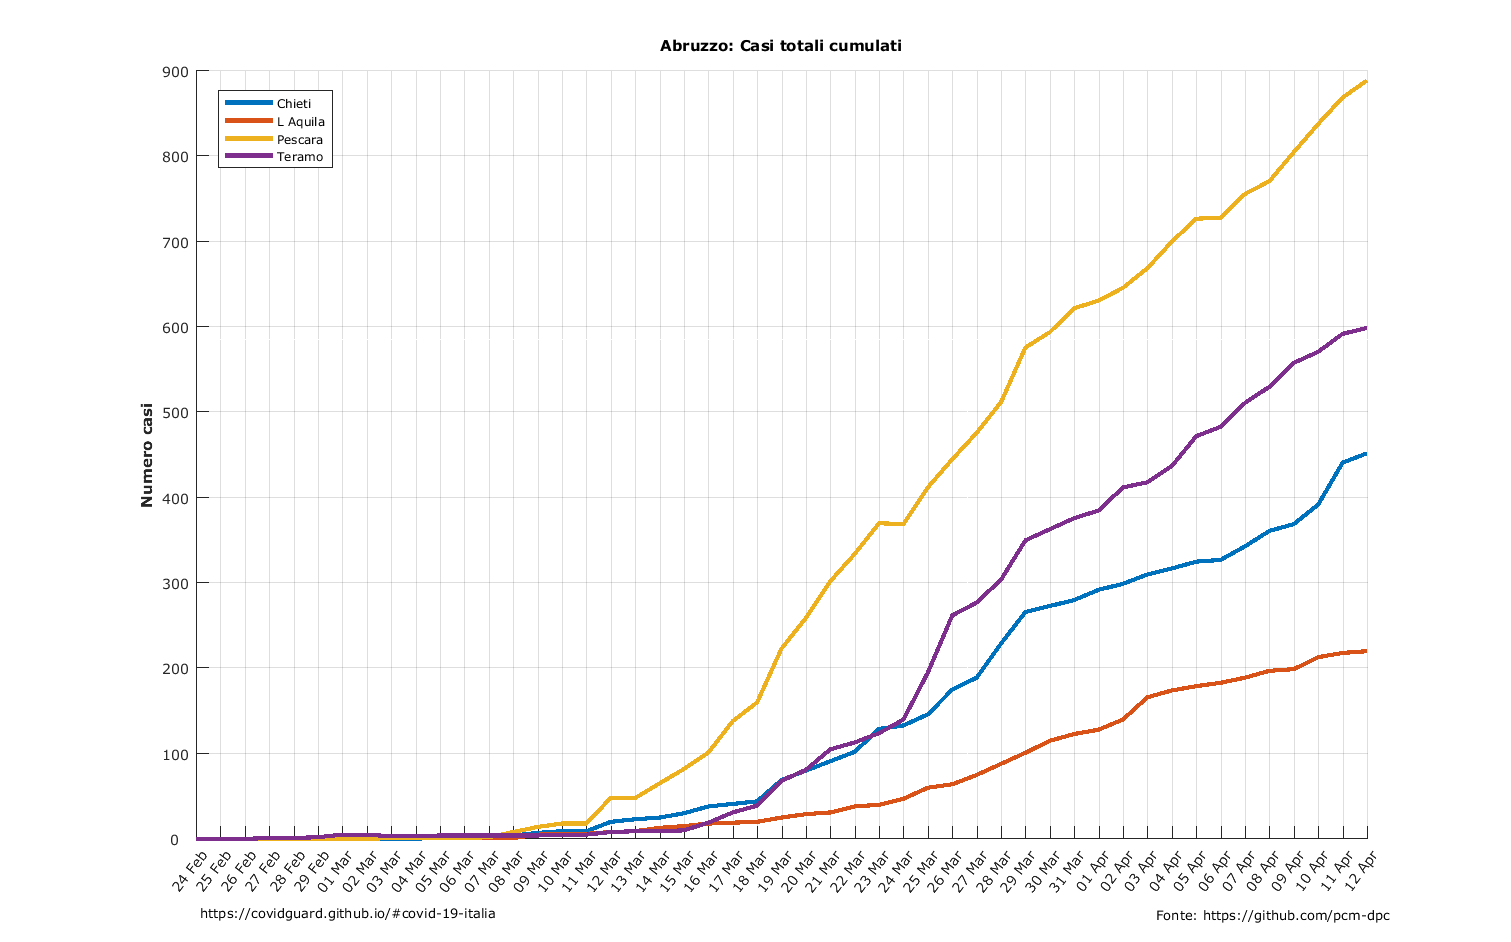 Abruzzo: Casi totali cumulati
Chieti
L Aquila
Pescara
Teramo
Numero casi
900
800
700
600
500
400
300
200
100
0
24 Feb
25 Feb
26 Feb
27 Feb
28 Feb
29 Feb
01 Mar
02 Mar
03 Mar
04 Mar
05 Mar
06 Mar
07 Mar
08 Mar
09 Mar
10 Mar
11 Mar
12 Mar
13 Mar
14 Mar
15 Mar
16 Mar
17 Mar
18 Mar
19 Mar
20 Mar
21 Mar
22 Mar
23 Mar
24 Mar
25 Mar
26 Mar
27 Mar
28 Mar
29 Mar
30 Mar
31 Mar
01 Apr
02 Apr
03 Apr
04 Apr
05 Apr
06 Apr
07 Apr
08 Apr
09 Apr
10 Apr
11 Apr
12 Apr
https://covidguard.github.io/#covid-19-italia
Fonte: https://github.com/pcm-dpc